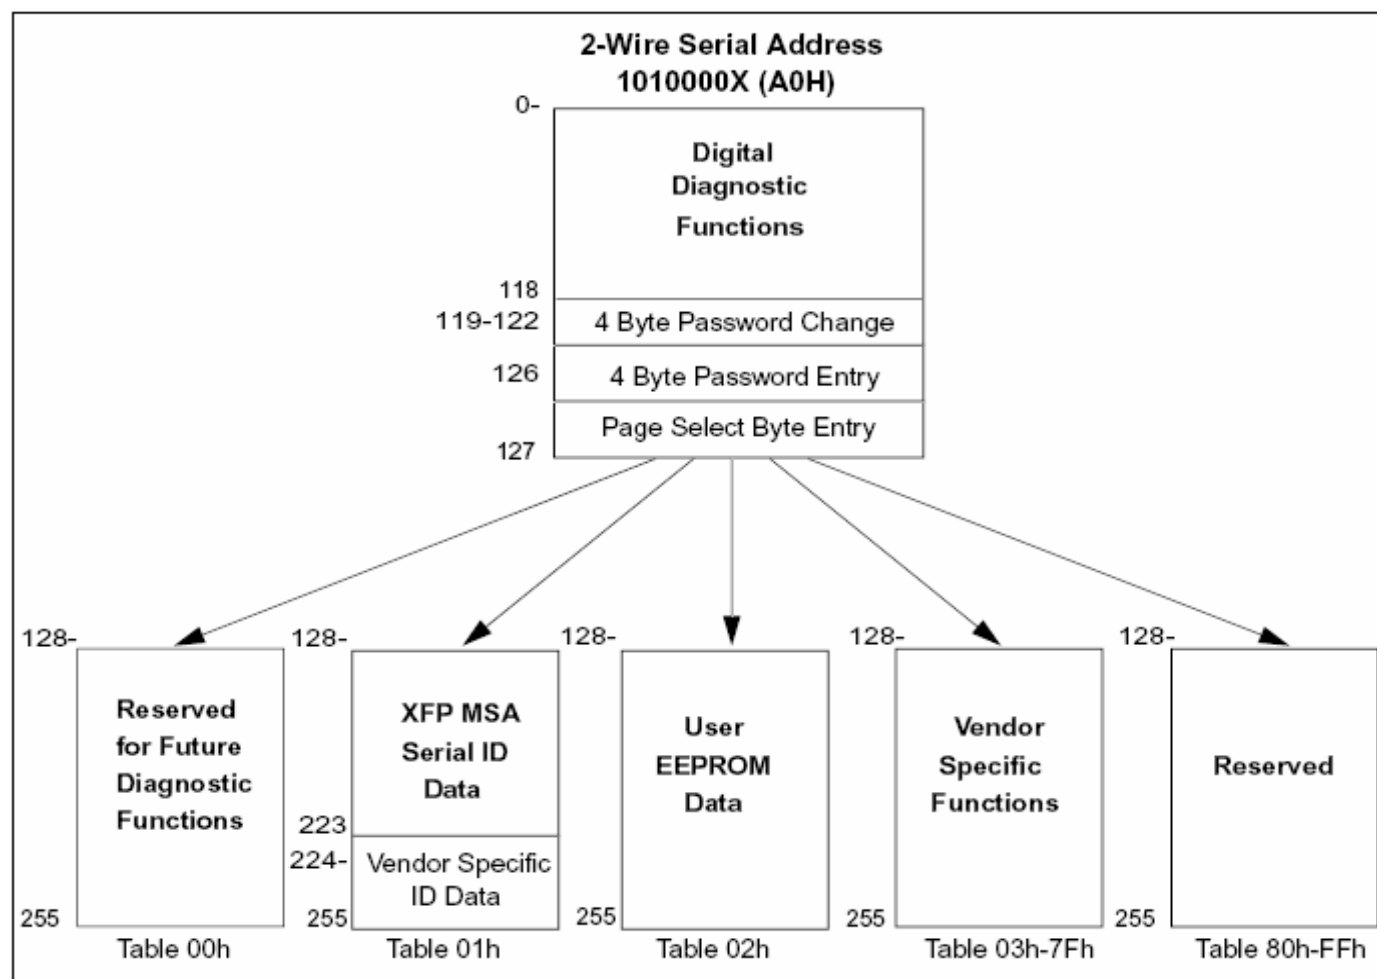 2-Wire Serial Address
1010000X (A0H)
0-
Digital
Diagnostic
Functions
118
119-122
4 Byte Password Change
126
4 Byte Password Entry
Page Select Byte Entry
127
128-
128-
128-
128-
128-
Reserved
for Future
Diagnostic
Functions
255
Table 00h
XFP MSA
Serial ID
Data
223
224-
Vendor Specific
ID Data
255
Table 01h
User
EEPROM
Data
255
Table 02h
Vendor
Specific
Functions
255
Table 03h-7Fh
Reserved
255
Table 80h-FFh